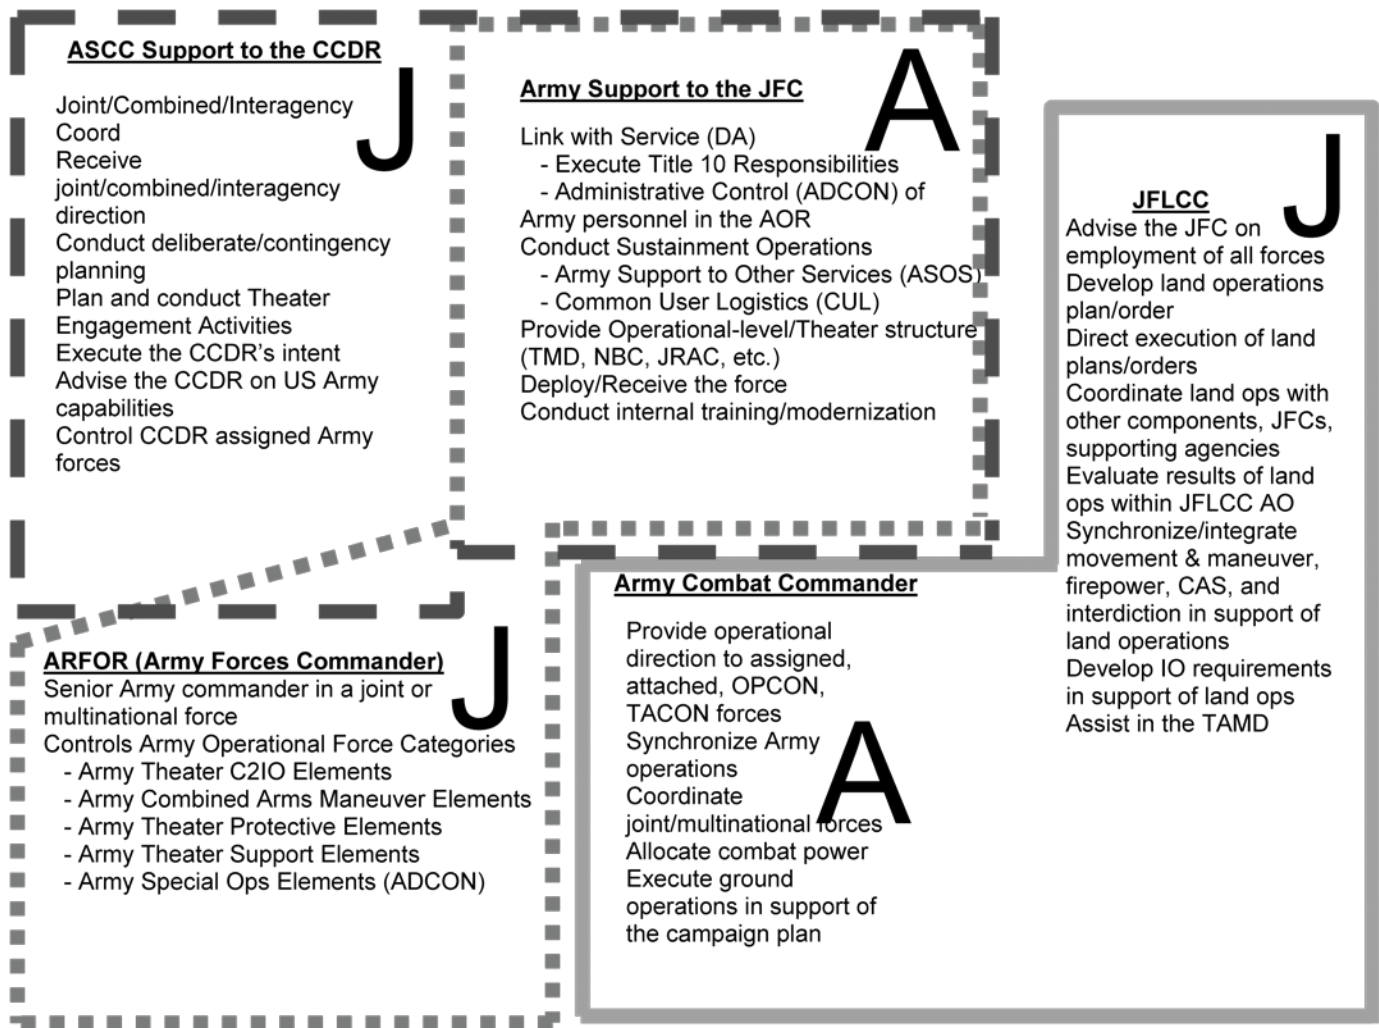 ASCC Support to the CCDR
J
Joint/Combined/Interagency
Coord
Receive
joint/combined/interagency
direction
Conduct deliberate/contingency
planning
Plan and conduct Theater
Engagement Activities
Execute the CCDR's intent
Advise the CCDR on US Army
capabilities
Control CCDR assigned Army
forces
Army Support to the JFC
A
Link with Service (DA)
- Execute Title 10 Responsibilities
- Administrative Control (ADCON) of
Army personnel in the AOR
Conduct Sustainment Operations
- Army Support to Other Services (ASOS)
- Common User Logistics (CUL)
Provide Operational-level/Theater structure
(TMD, NBC, JRAC, etc.)
Deploy/Receive the force
Conduct internal training/modernization
J
JFLCC
Advise the JFC on
employment of all forces
Develop land operations
plan/order
Direct execution of land
plans/orders
Coordinate land ops with
other components, JFCs,
supporting agencies
Evaluate results of land
ops within JFLCC AO
Synchronize/integrate
movement & maneuver,
firepower, CAS, and
interdiction in support of
land operations
Develop IO requirements
in support of land ops
Assist in the TAMD
ARFOR (Army Forces Commander)
J
Senior Army commander in a joint or
multinational force
Controls Army Operational Force Categories
- Army Theater C2IO Elements
- Army Combined Arms Maneuver Elements
- Army Theater Protective Elements
- Army Theater Support Elements
- Army Special Ops Elements (ADCON)
Army Combat Commander
Provide operational
direction to assigned,
attached, OPCON,
TACON forces
Synchronize Army
operations
Coordinate
joint/multinational forces
Allocate combat power
Execute ground
operations in support of
the campaign plan
A